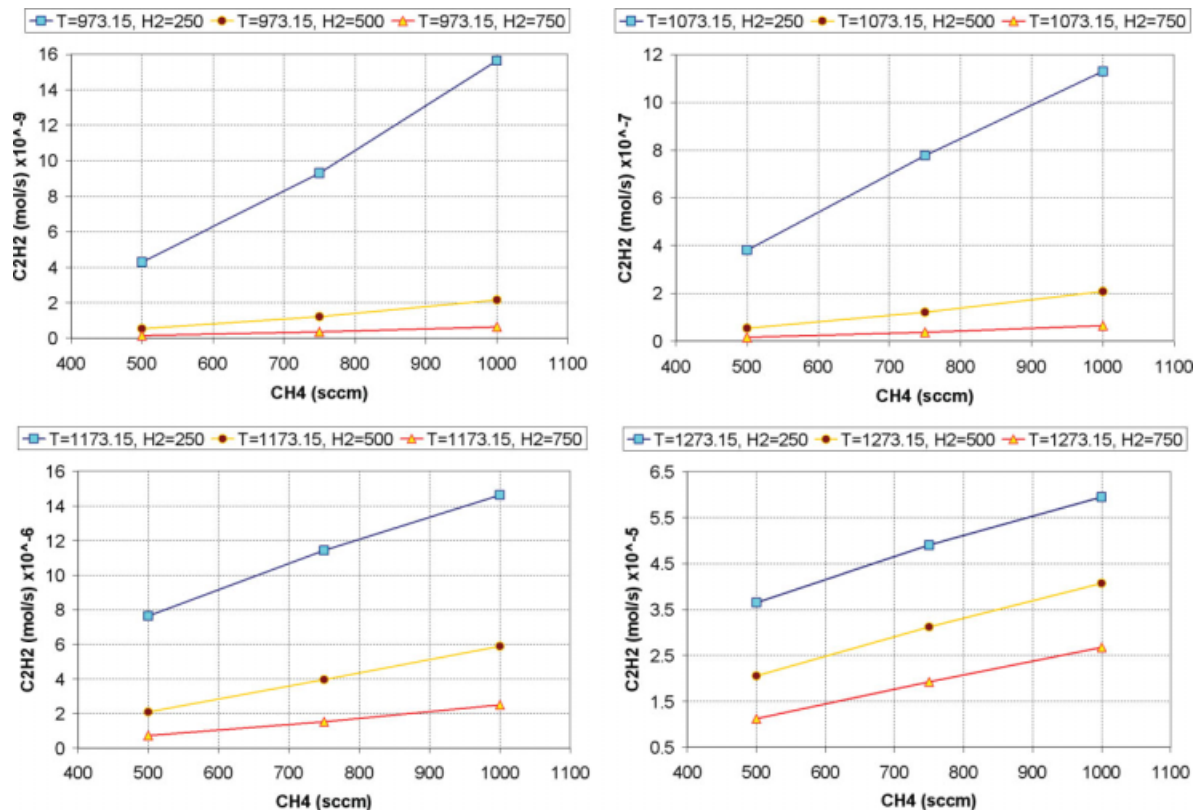 T=973.15, H2=250 T=973.15, H2=500 T=973.15, H2=750
16
14
12
10
8
6
4
2
0
C2H2 (mol/s) x10^-9
400 500 600 700 800 900 1000 1100
CH4 (sccm)
T=1073.15, H2=250 T=1073.15, H2=500 T=1073.15, H2=750
12
10
8
6
4
2
0
C2H2 (mol/s) x10^-7
400 500 600 700 800 900 1000 1100
CH4 (sccm)
T=1173.15, H2=250 T=1173.15, H2=500 T=1173.15, H2=750
16
14
12
10
8
6
4
2
0
C2H2 (mol/s) x10^-6
400 500 600 700 800 900 1000 1100
CH4 (sccm)
T=1273.15, H2=250 T=1273.15, H2=500 T=1273.15, H2=750
6.5
5.5
4.5
3.5
2.5
1.5
0.5
C2H2 (mol/s) x10^-5
400 500 600 700 800 900 1000 1100
CH4 (sccm)